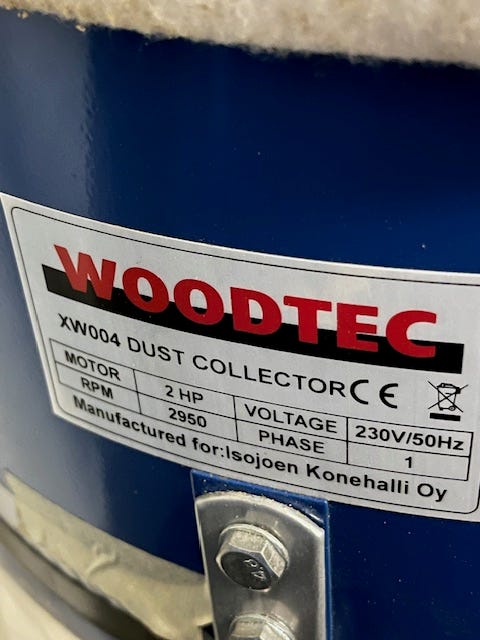 WOODTEC
XW004 DUST COLLECTOR CE
MOTOR 2 HP VOLTAGE 230V/50Hz
RPM 2950 PHASE 1
Manufactured for:Isojoen Konehalli Oy